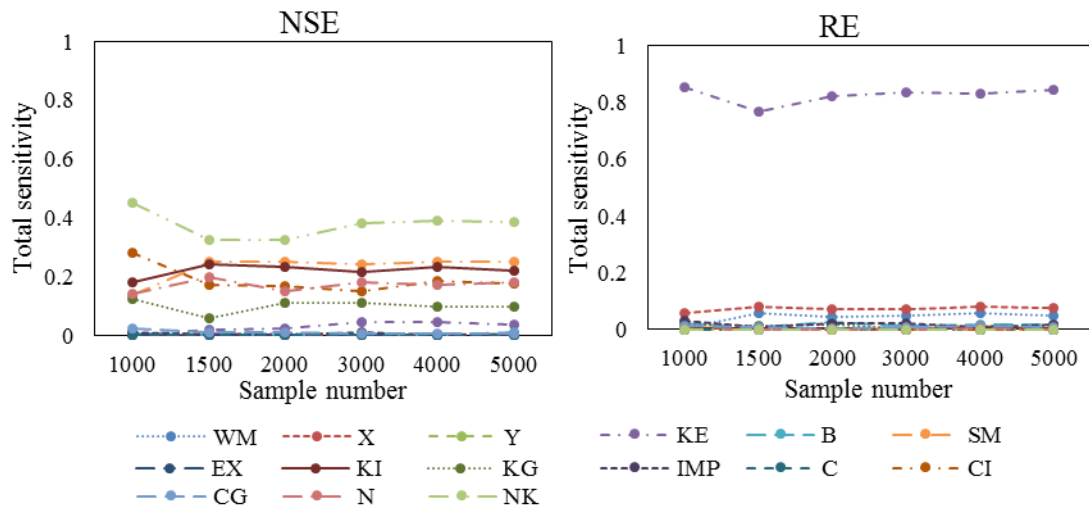 NSE
Total sensitivity
1
0.8
0.6
0.4
0.2
0
1000 1500 2000 3000 4000 5000
Sample number
RE
Total sensitivity
1
0.8
0.6
0.4
0.2
0
1000 1500 2000 3000 4000 5000
Sample number
WM X Y
EX KI KG
CG N NK
KE B SM
IMP C CI